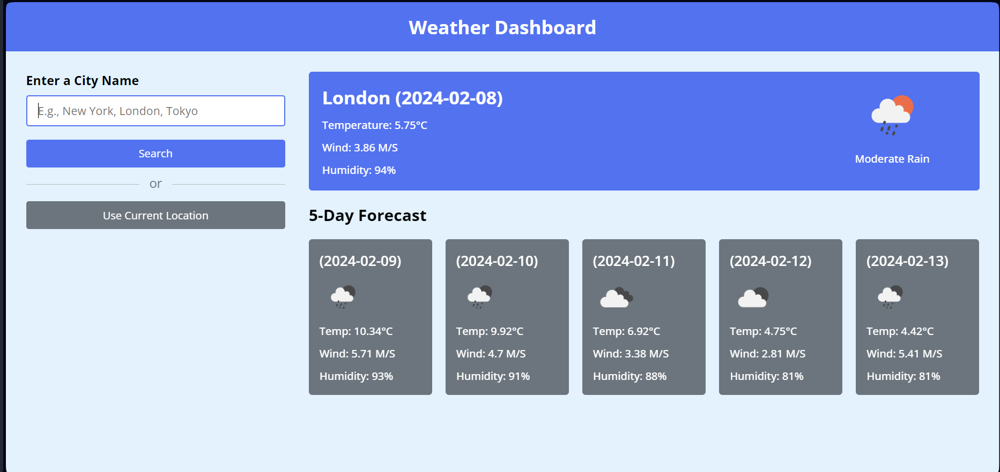 Weather Dashboard
Enter a City Name
E.g., New York, London, Tokyo
Search
or
Use Current Location
London (2024-02-08)
Temperature: 5.75°C
Wind: 3.86 M/S
Humidity: 94%
Moderate Rain
5-Day Forecast
(2024-02-09)
Temp: 10.34°C
Wind: 5.71 M/S
Humidity: 93%
(2024-02-10)
Temp: 9.92°C
Wind: 4.7 M/S
Humidity: 91%
(2024-02-11)
Temp: 6.92°C
Wind: 3.38 M/S
Humidity: 88%
(2024-02-12)
Temp: 4.75°C
Wind: 2.81 M/S
Humidity: 81%
(2024-02-13)
Temp: 4.42°C
Wind: 5.41 M/S
Humidity: 81%